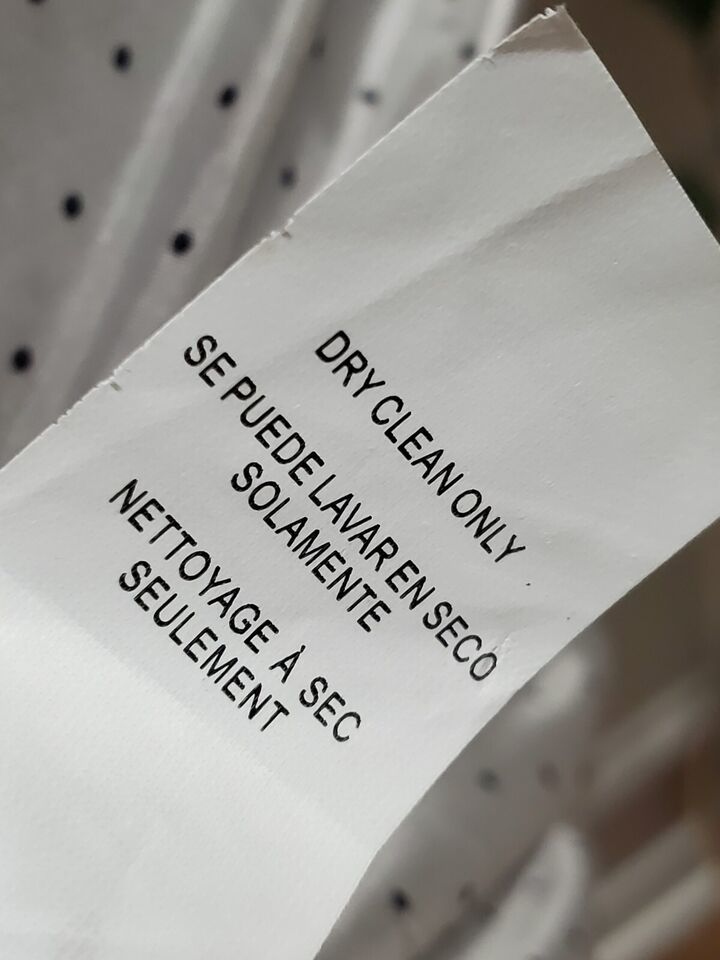 DRY CLEAN ONLY
SE PUEDE LAVAR EN SECO
SOLAMENTE
NETTOYAGE À SEC
SEULEMENT